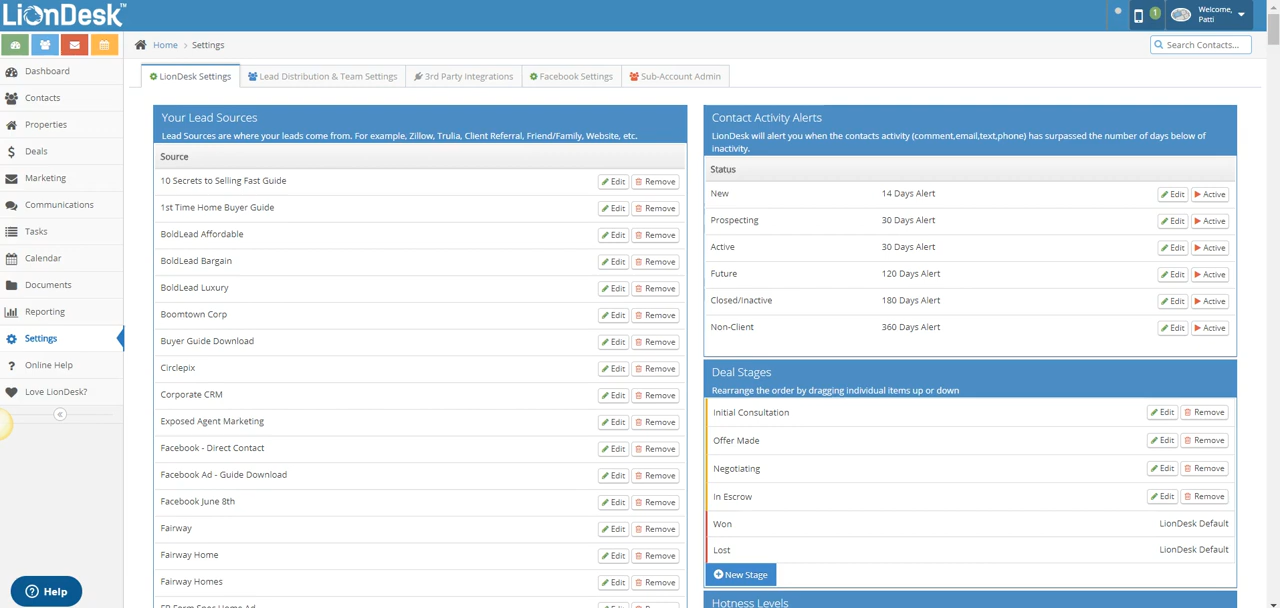 LionDesk™
1
Welcome,
Patti
Home > Settings
Search Contacts...
Dashboard
Contacts
Properties
Deals
Marketing
Communications
Tasks
Calendar
Documents
Reporting
Settings
Online Help
Love LionDesk?
Help
LionDesk Settings
Lead Distribution & Team Settings
3rd Party Integrations
Facebook Settings
Sub-Account Admin
Your Lead Sources
Lead Sources are where your leads come from. For example, Zillow, Trulia, Client Referral, Friend/Family, Website, etc.
Source
10 Secrets to Selling Fast Guide Edit Remove
1st Time Home Buyer Guide Edit Remove
BoldLead Affordable Edit Remove
BoldLead Bargain Edit Remove
BoldLead Luxury Edit Remove
Boomtown Corp Edit Remove
Buyer Guide Download Edit Remove
Circlepix Edit Remove
Corporate CRM Edit Remove
Exposed Agent Marketing Edit Remove
Facebook - Direct Contact Edit Remove
Facebook Ad - Guide Download Edit Remove
Facebook June 8th Edit Remove
Fairway Edit Remove
Fairway Home Edit Remove
Fairway Homes Edit Remove
Contact Activity Alerts
LionDesk will alert you when the contacts activity (comment,email,text,phone) has surpassed the number of days below of
inactivity.
Status
New 14 Days Alert Edit Active
Prospecting 30 Days Alert Edit Active
Active 30 Days Alert Edit Active
Future 120 Days Alert Edit Active
Closed/Inactive 180 Days Alert Edit Active
Non-Client 360 Days Alert Edit Active
Deal Stages
Rearrange the order by dragging individual items up or down
Initial Consultation Edit Remove
Offer Made Edit Remove
Negotiating Edit Remove
In Escrow Edit Remove
Won LionDesk Default
Lost LionDesk Default
New Stage
Hotness Levels